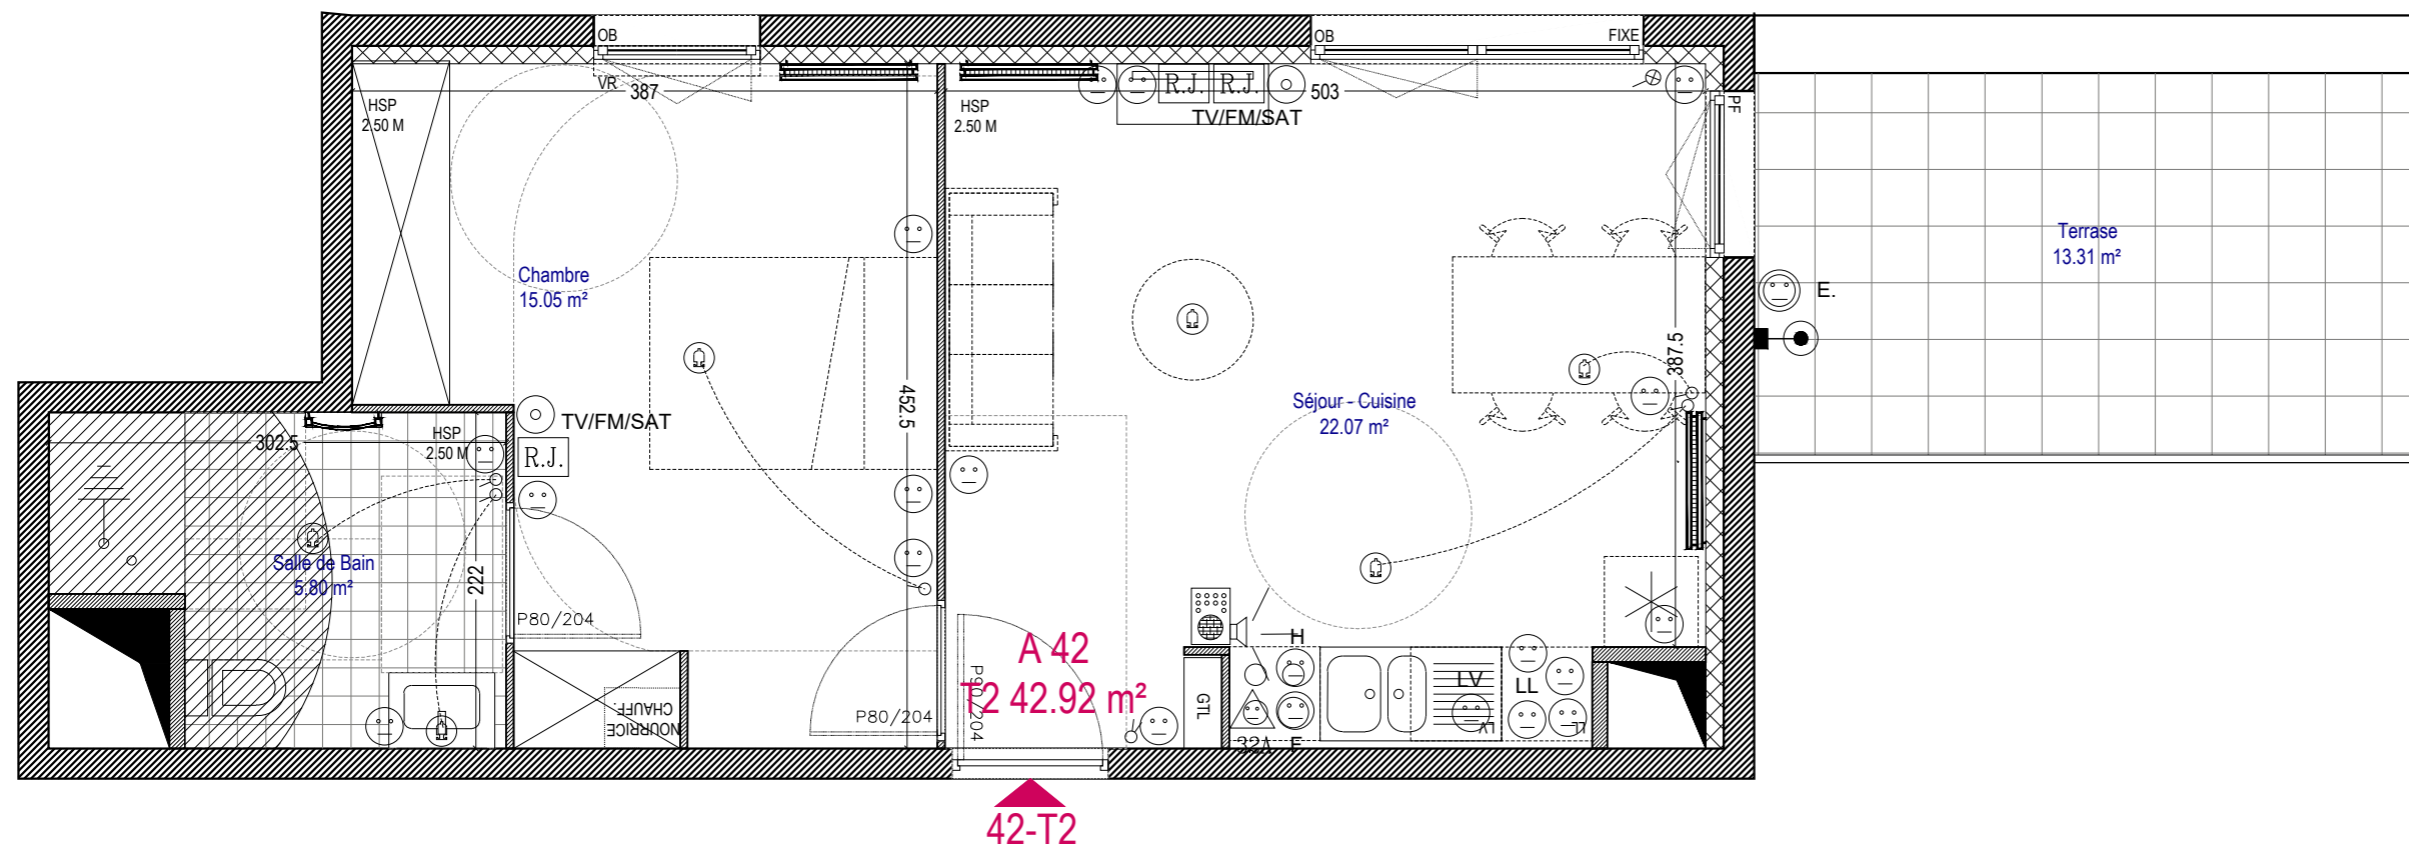 OB
VR
387
HSP
2.50 M
HSP
2.50 M
R.J.
R.J.
TV/FM/SAT
503
OB
FIXE
PF
Terrase
13.31 m²
E.
Chambre
15.05 m²
452.5
387.5
Séjour - Cuisine
22.07 m²
TV/FM/SAT
R.J.
302.5
HSP
2.50 M
222
Salle de Bain
5.80 m²
P80/204
P80/204
NOURRICE
CHAUFF.
A 42
T2 42.92 m²
P90/204
GTL
H
32A
F
LV
LV
LL
LL
42-T2